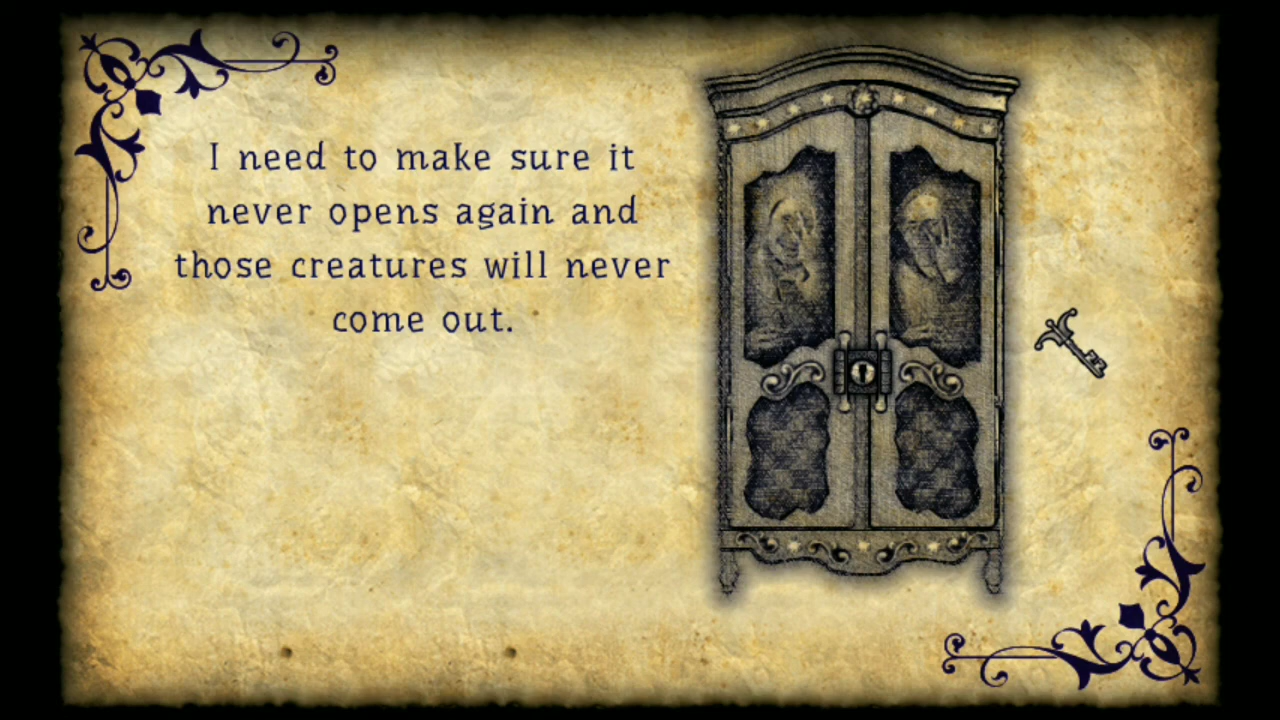 I need to make sure it
never opens again and
those creatures will never
come out.